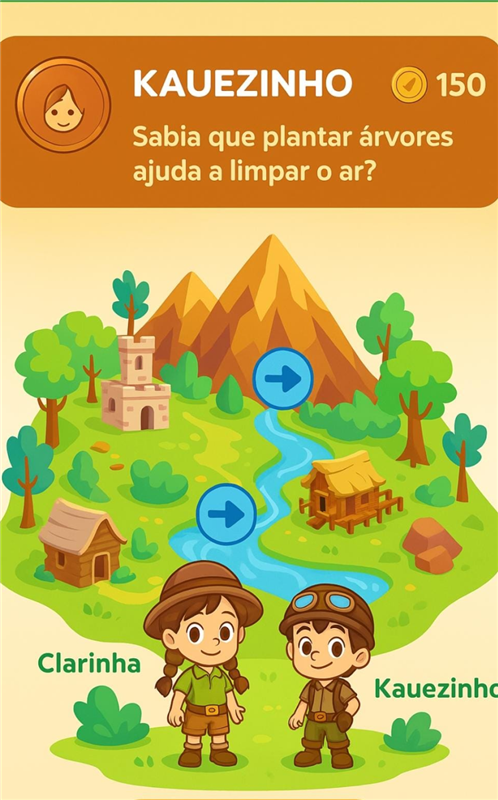 KAUEZINHO
150
Sabia que plantar árvores
ajuda a limpar o ar?
Clarinha
Kauezinho